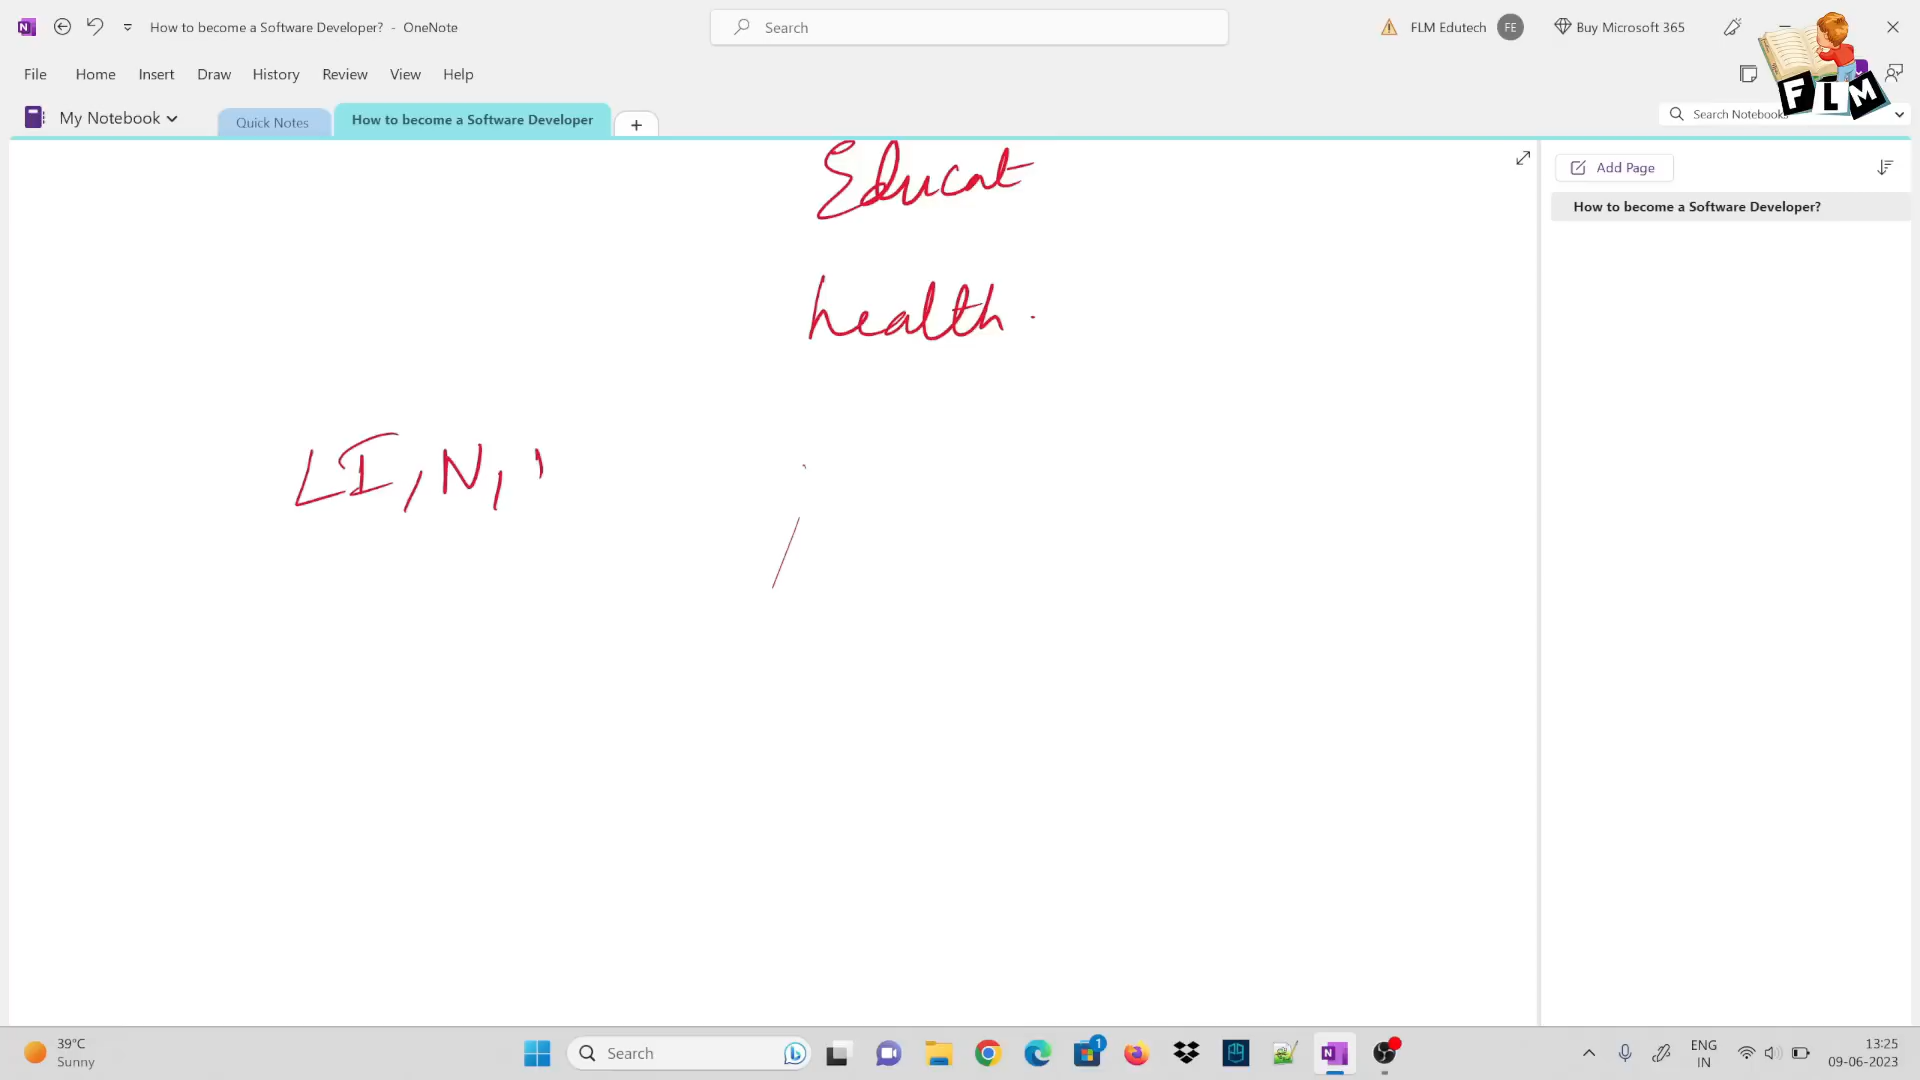 How to become a Software Developer? - OneNote
Search
FLM Edutech FE
Buy Microsoft 365
File Home Insert Draw History Review View Help
FLM
My Notebook
Quick Notes
How to become a Software Developer
+
Search Notebooks
Add Page
How to become a Software Developer?
Educat
health.
LI, N,
39°C
Sunny
Search
1
ENG
IN
13:25
09-06-2023